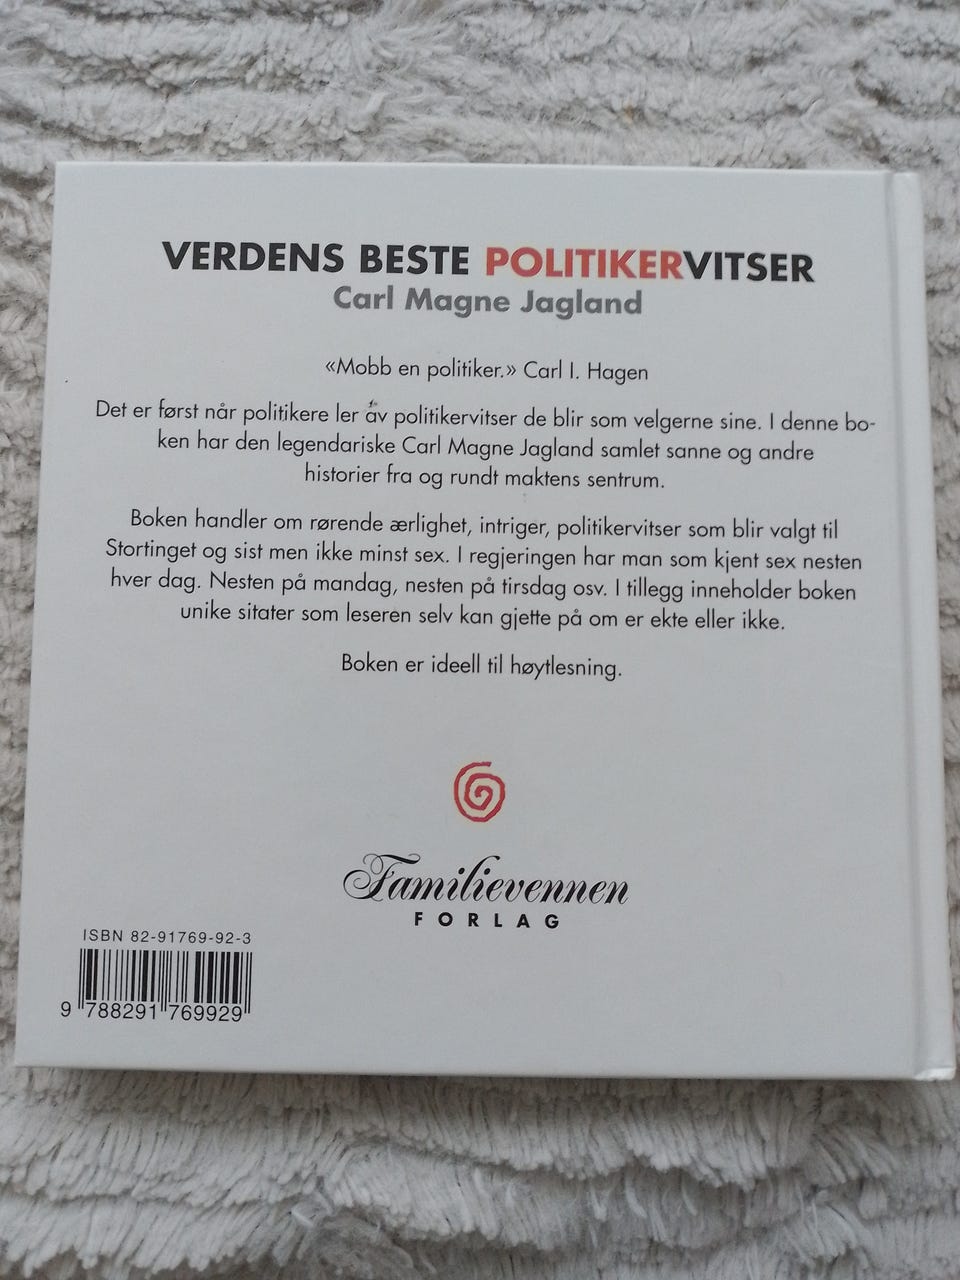 VERDENS BESTE POLITIKERVITSER
Carl Magne Jagland
«Mobb en politiker.» Carl I. Hagen
Det er først når politikere ler av politikervitser de blir som velgerne sine. I denne bo-
ken har den legendariske Carl Magne Jagland samlet sanne og andre
historier fra og rundt maktens sentrum.
Boken handler om rørende ærlighet, intriger, politikervitser som blir valgt til
Stortinget og sist men ikke minst sex. I regjeringen har man som kjent sex nesten
hver dag. Nesten på mandag, nesten på tirsdag osv. I tillegg inneholder boken
unike sitater som leseren selv kan gjette på om er ekte eller ikke.
Boken er ideell til høytlesning.
Familievennen
FORLAG
ISBN 82-91769-92-3
9 788291 769929